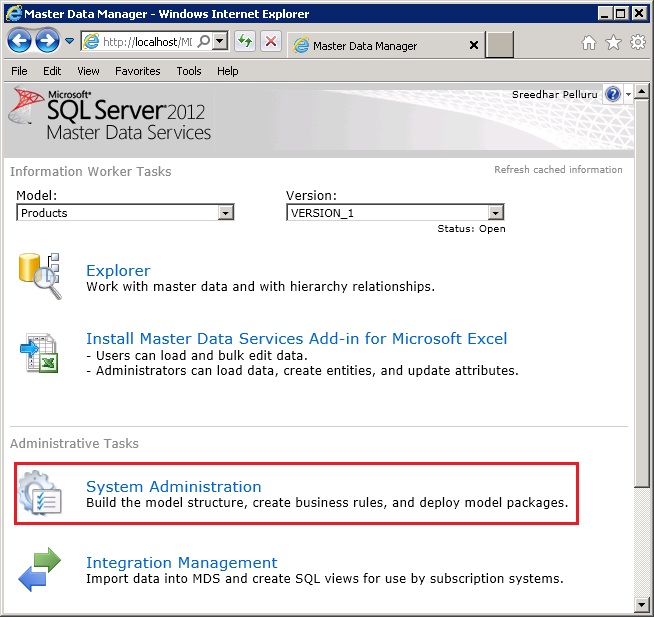 Master Data Manager - Windows Internet Explorer
http://localhost/MI
Master Data Manager
File Edit View Favorites Tools Help
Sreedhar Pelluru
Microsoft®
SQL Server 2012
Master Data Services
Information Worker Tasks
Refresh cached information
Model: Version:
Products VERSION_1
Status: Open
Explorer
Work with master data and with hierarchy relationships.
Install Master Data Services Add-in for Microsoft Excel
- Users can load and bulk edit data.
- Administrators can load data, create entities, and update attributes.
Administrative Tasks
System Administration
Build the model structure, create business rules, and deploy model packages.
Integration Management
Import data into MDS and create SQL views for use by subscription systems.